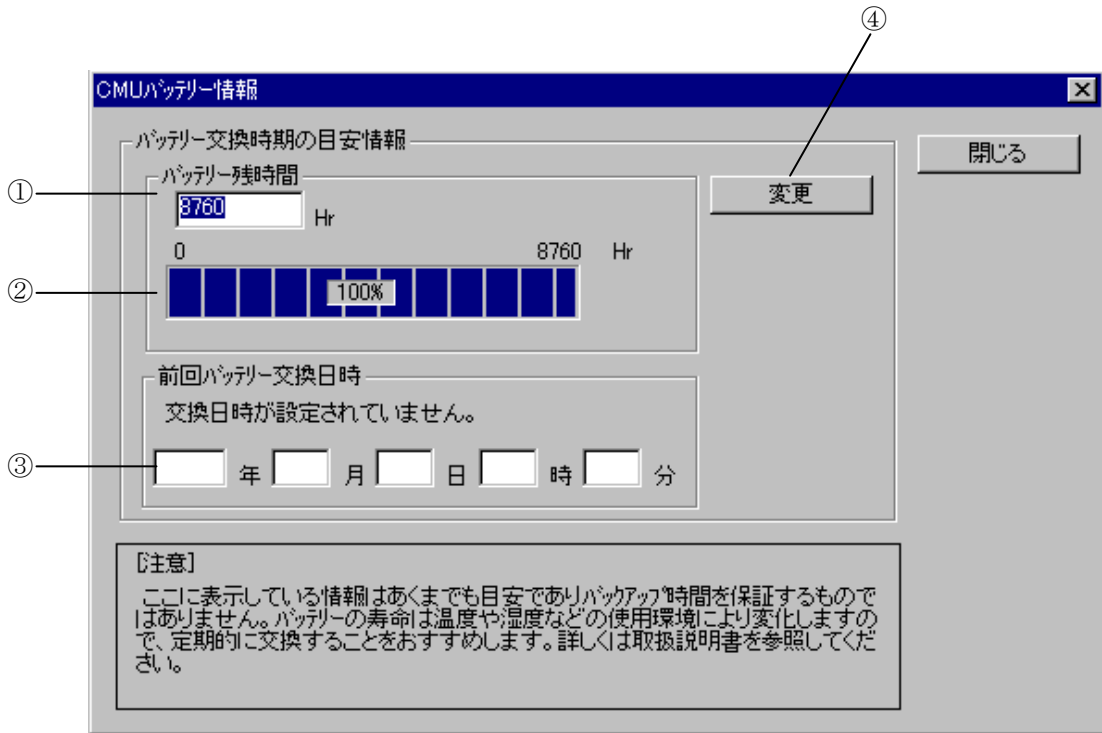 ④
CMUバッテリー情報
バッテリー交換時期の目安情報
閉じる
バッテリー残時間
変更
①
8760 Hr
0 8760 Hr
②
100%
前回バッテリー交換日時
交換日時が設定されていません。
③
年 月 日 時 分
[注意]
ここに表示している情報はあくまでも目安でありバックアップ時間を保証するもので
はありません。バッテリーの寿命は温度や湿度などの使用環境により変化しますの
で、定期的に交換することをおすすめします。詳しくは取扱説明書を参照してくだ
さい。